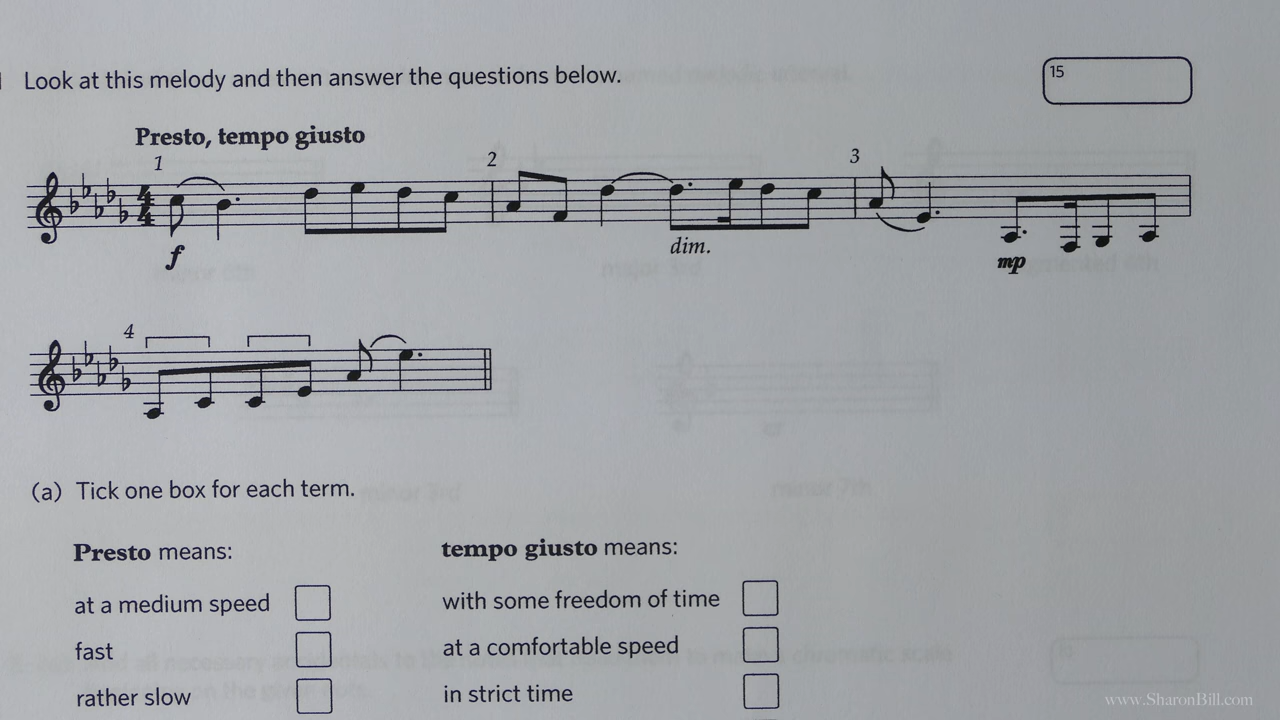 Look at this melody and then answer the questions below.
15
Presto, tempo giusto
1
2
3
4
4
f
dim.
mp
4
(a) Tick one box for each term.
Presto means:
tempo giusto means:
at a medium speed
with some freedom of time
fast
at a comfortable speed
rather slow
in strict time
www.SharonBill.com